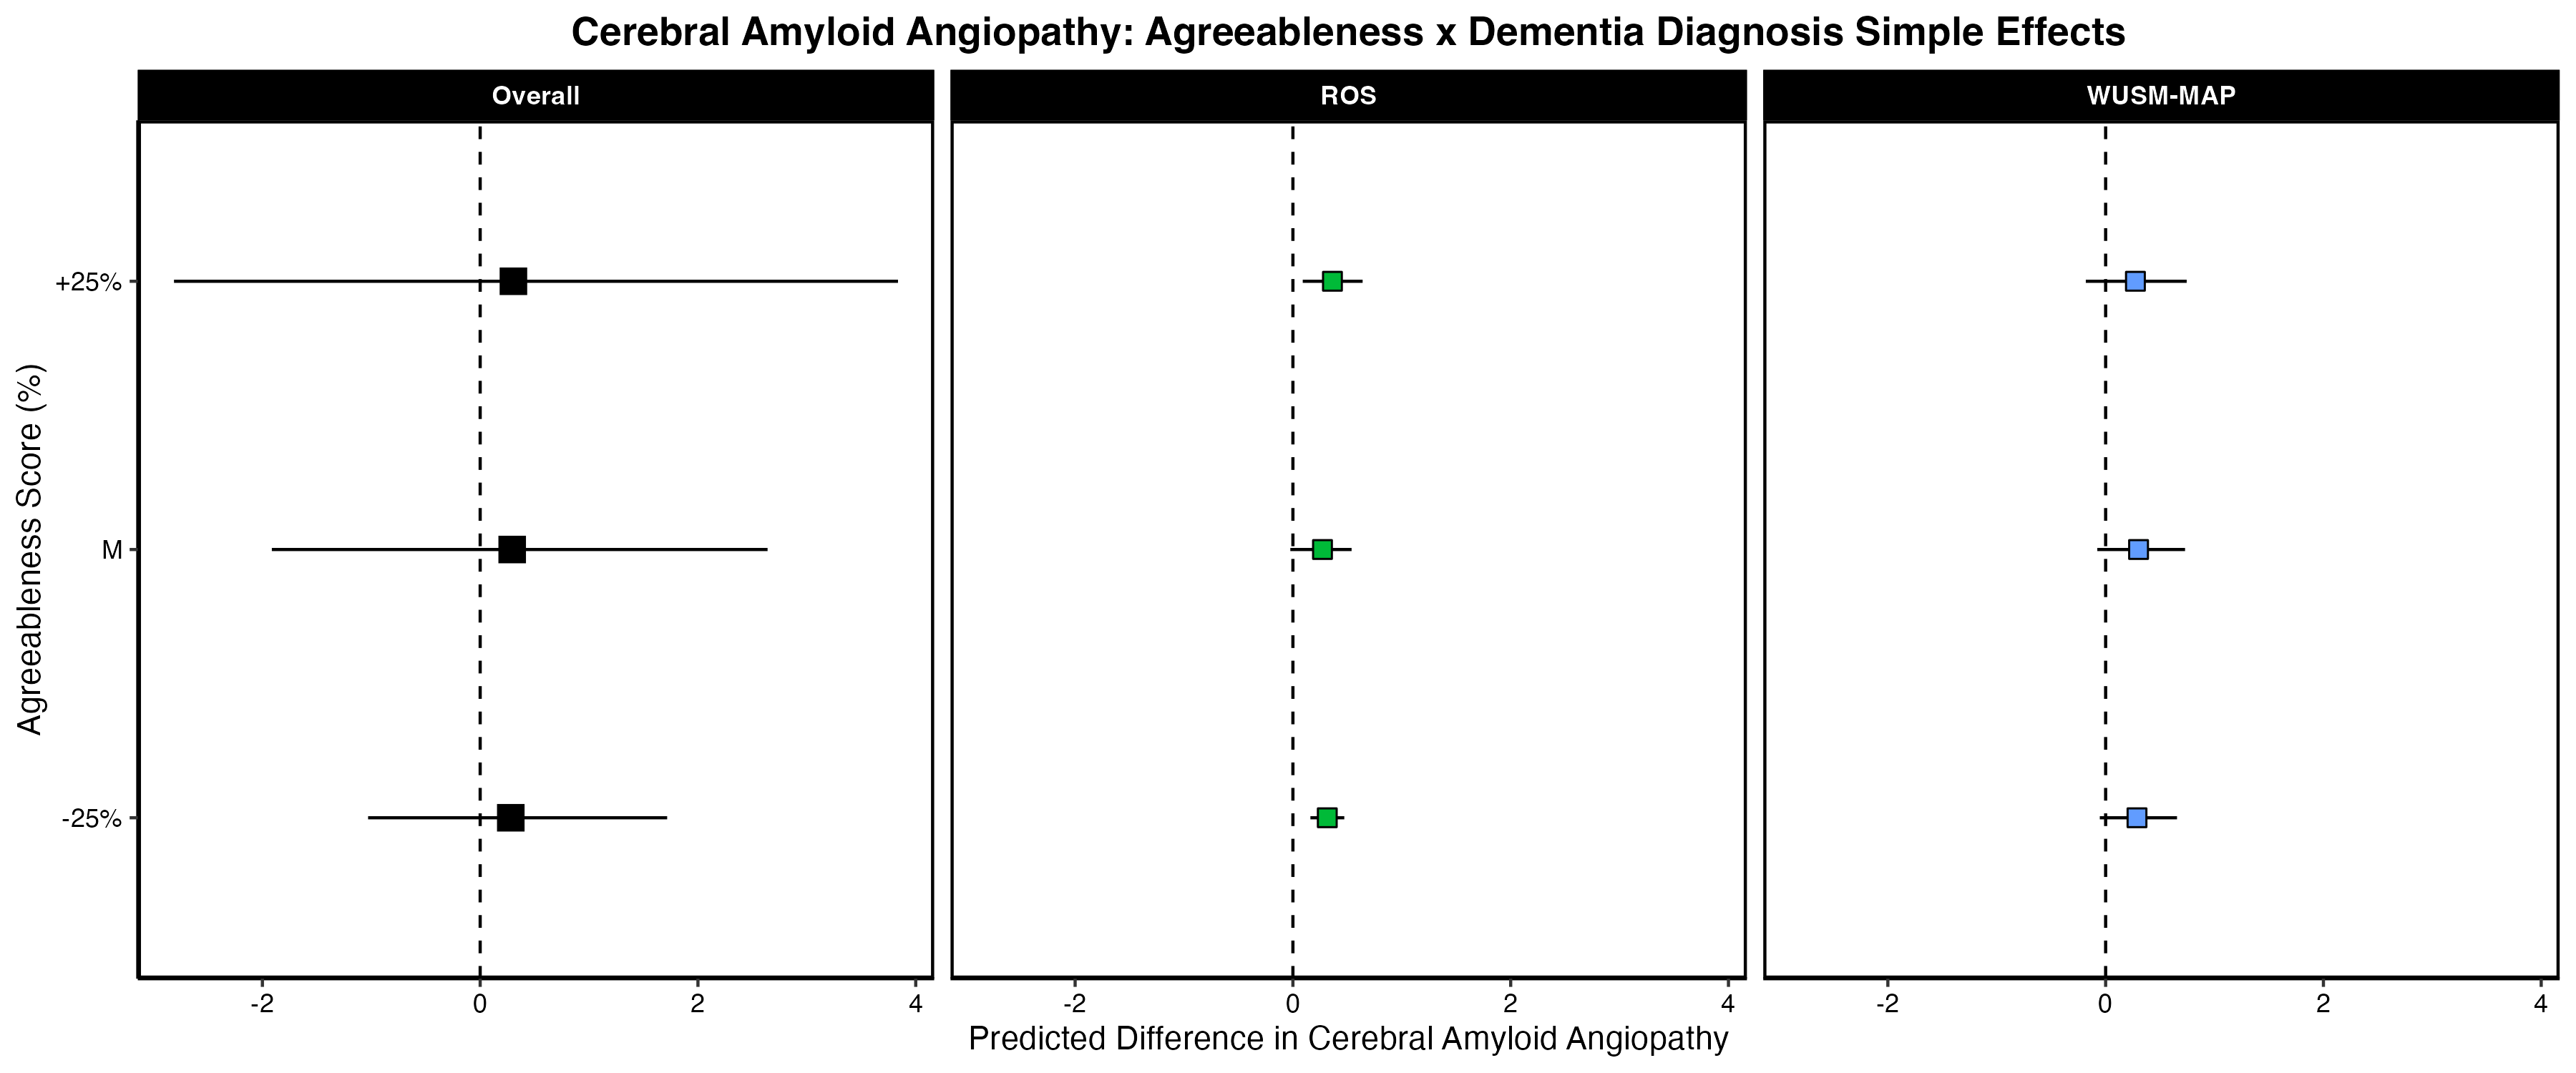 Cerebral Amyloid Angiopathy: Agreeableness x Dementia Diagnosis Simple Effects
Overall
ROS
WUSM-MAP
Agreeableness Score (%)
+25%
M
-25%
-2
0
2
4
-2
0
2
4
-2
0
2
4
Predicted Difference in Cerebral Amyloid Angiopathy